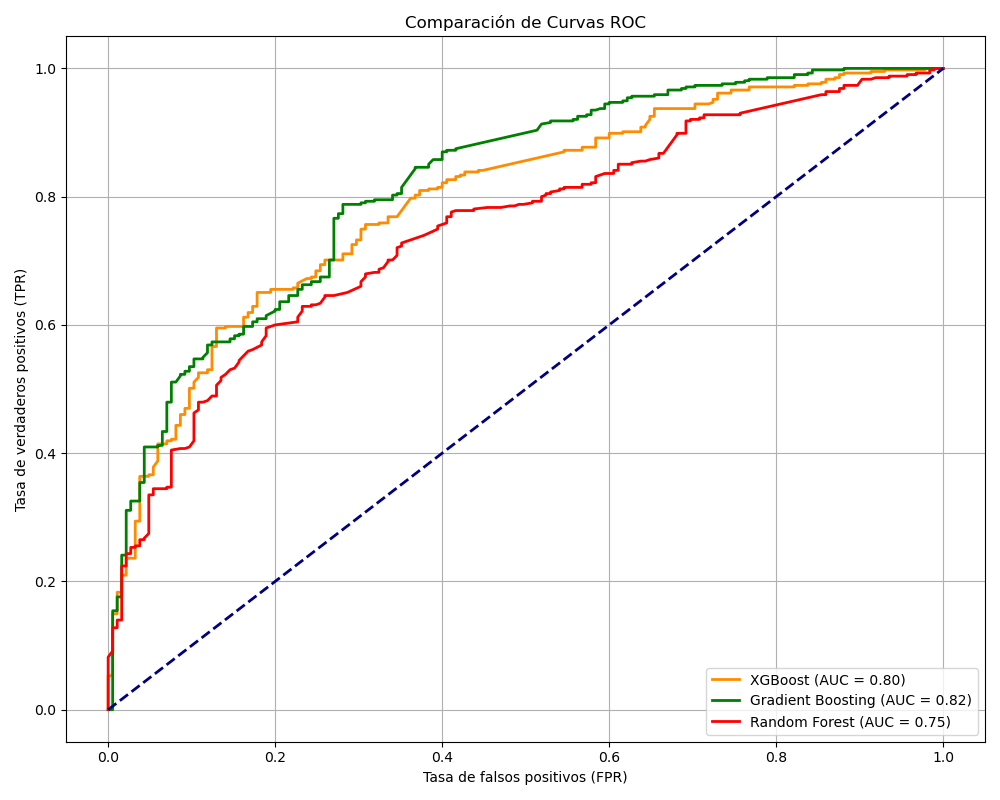 Comparación de Curvas ROC
Tasa de verdaderos positivos (TPR)
1.0
0.8
0.6
0.4
0.2
0.0
0.0 0.2 0.4 0.6 0.8 1.0
Tasa de falsos positivos (FPR)
XGBoost (AUC = 0.80)
Gradient Boosting (AUC = 0.82)
Random Forest (AUC = 0.75)